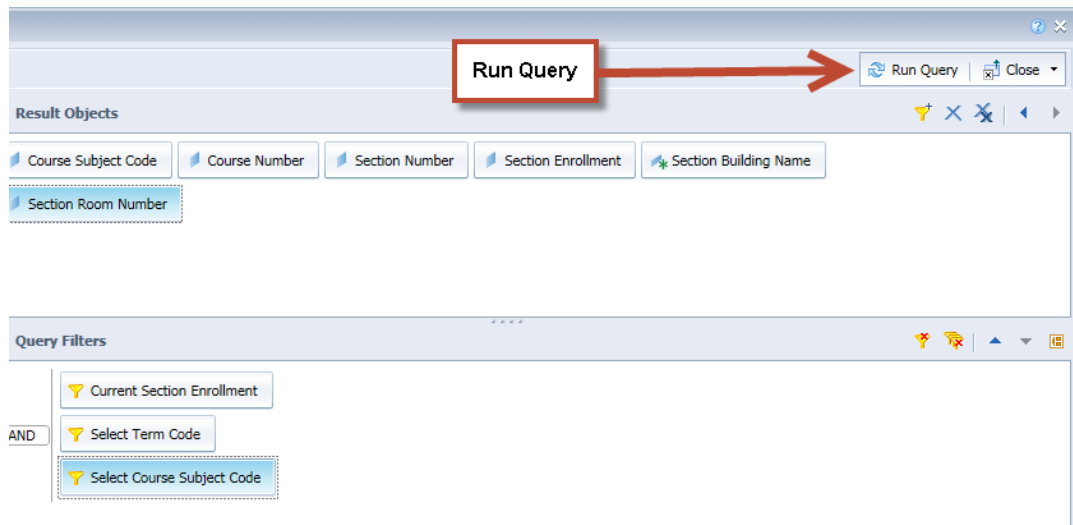 Run Query
Run Query Close
Result Objects
Course Subject Code Course Number Section Number Section Enrollment Section Building Name
Section Room Number
Query Filters
Current Section Enrollment
AND Select Term Code
Select Course Subject Code